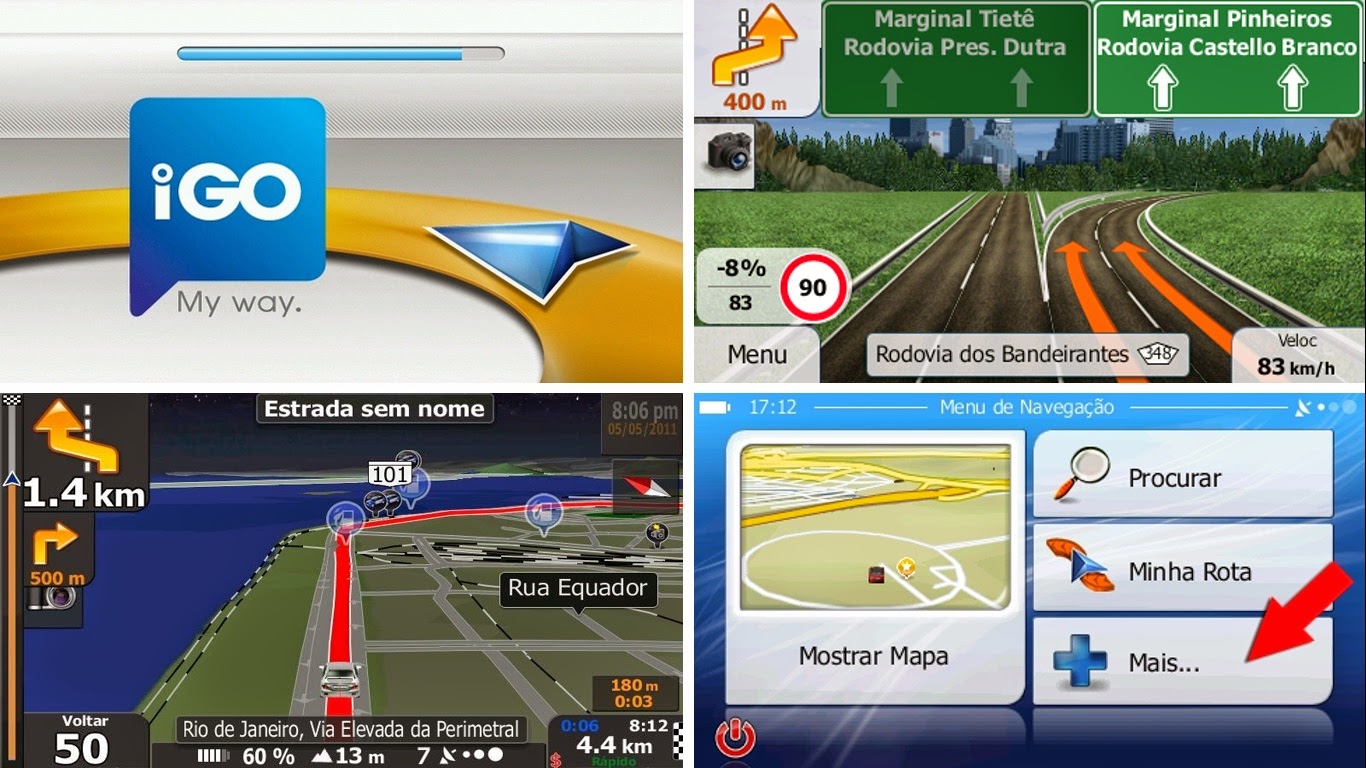 iGO
My way.
400 m
Marginal Tietê
Rodovia Pres. Dutra
Marginal Pinheiros
Rodovia Castello Branco
-8%
83
90
Menu
Rodovia dos Bandeirantes 348
Veloc
83 km/h
Estrada sem nome
8:06 pm
05/05/2011
1.4 km
101
500 m
Rua Equador
180 m
0:03
Voltar
50
Rio de Janeiro, Via Elevada da Perimetral
60 % 13 m 7
0:06 8:12
4.4 km
$ Rápido
17:12 Menu de Navegação
Procurar
Minha Rota
Mostrar Mapa
Mais...